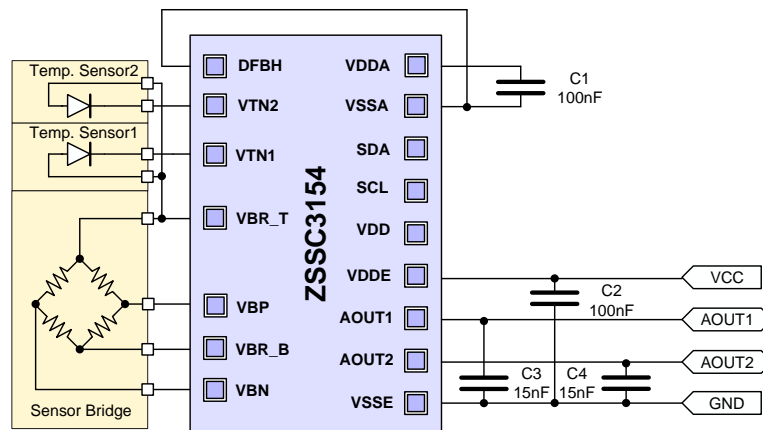 Temp. Sensor2
Temp. Sensor1
Sensor Bridge
DFBH
VTN2
VTN1
VBR_T
VBP
VBR_B
VBN
ZSSC3154
VDDA
VSSA
SDA
SCL
VDD
VDDE
AOUT1
AOUT2
VSSE
C1
100nF
C2
100nF
C3
15nF
C4
15nF
VCC
AOUT1
AOUT2
GND